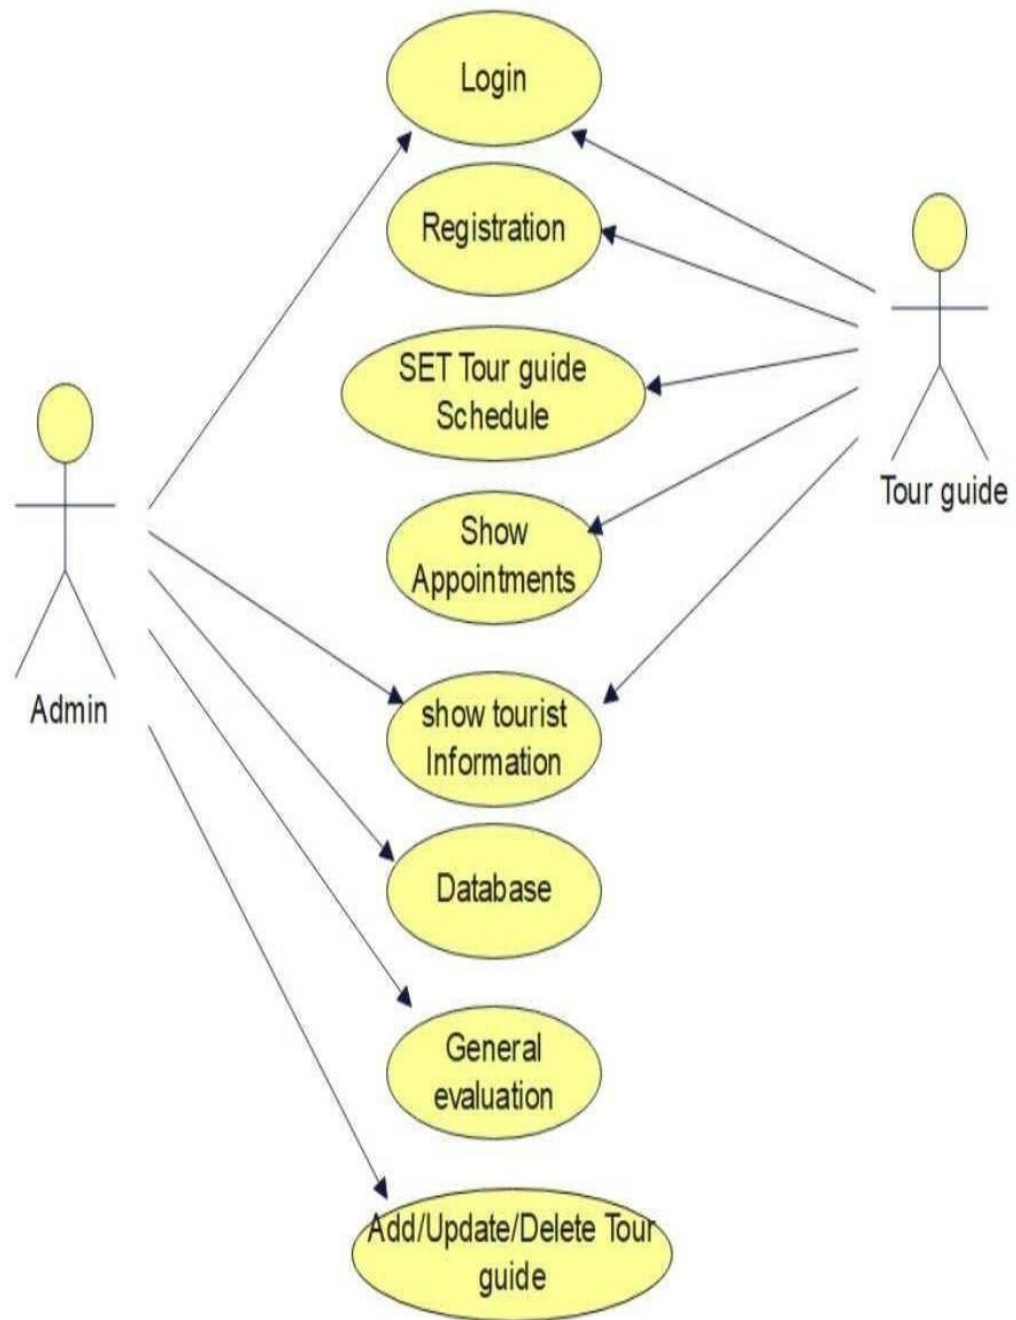 Login
Registration
SET Tour guide
Schedule
Tour guide
Show
Appointments
show tourist
Information
Admin
Database
General
evaluation
Add/Update/Delete Tour
guide